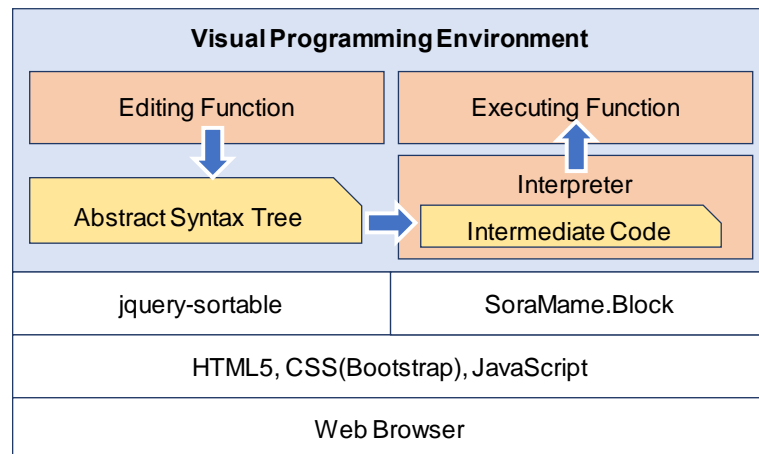 Visual Programming Environment
Editing Function
Executing Function
Interpreter
Abstract Syntax Tree
Intermediate Code
jquery-sortable
SoraMame.Block
HTML5, CSS(Bootstrap), JavaScript
Web Browser